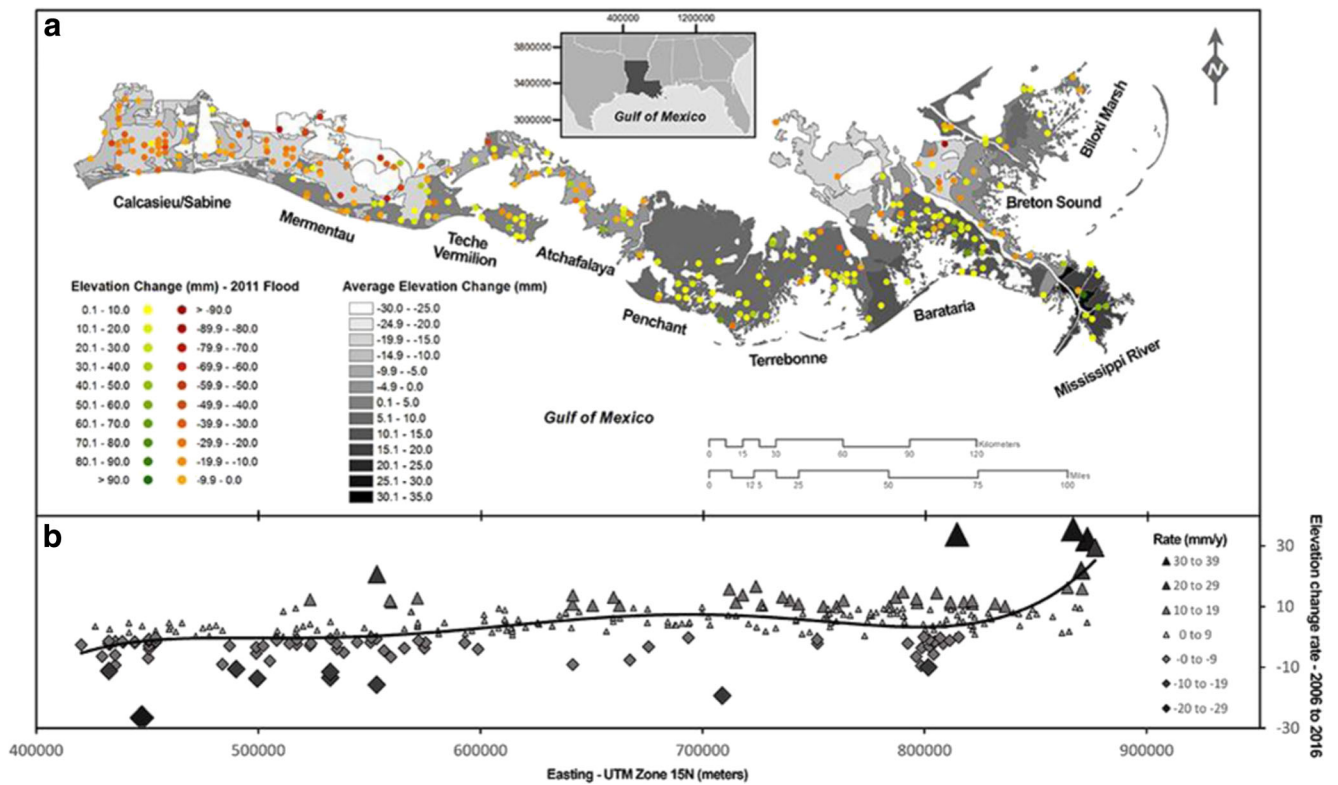 a
400000 1200000
3800000
3400000
3000000
Gulf of Mexico
N
Biloxi Marsh
Breton Sound
Calcasieu/Sabine
Mermentau
Teche
Vermilion
Atchafalaya
Penchant
Terrebonne
Barataria
Mississippi River
Gulf of Mexico
Elevation Change (mm) - 2011 Flood
0.1 - 10.0 > -90.0
10.1 - 20.0 -89.9 - -80.0
20.1 - 30.0 -79.9 - -70.0
30.1 - 40.0 -69.9 - -60.0
40.1 - 50.0 -59.9 - -50.0
50.1 - 60.0 -49.9 - -40.0
60.1 - 70.0 -39.9 - -30.0
70.1 - 80.0 -29.9 - -20.0
80.1 - 90.0 -19.9 - -10.0
> 90.0 -9.9 - 0.0
Average Elevation Change (mm)
-30.0 - -25.0
-24.9 - -20.0
-19.9 - -15.0
-14.9 - -10.0
-9.9 - -5.0
-4.9 - 0.0
0.1 - 5.0
5.1 - 10.0
10.1 - 15.0
15.1 - 20.0
20.1 - 25.0
25.1 - 30.0
30.1 - 35.0
Kilometers
0 15 30 60 90 120
Miles
0 12.5 25 50 75 100
b
Rate (mm/y)
30 to 39
20 to 29
10 to 19
0 to 9
-0 to -9
-10 to -19
-20 to -29
30
10
-10
-30
Elevation change rate - 2006 to 2016
400000 500000 600000 700000 800000 900000
Easting - UTM Zone 15N (meters)